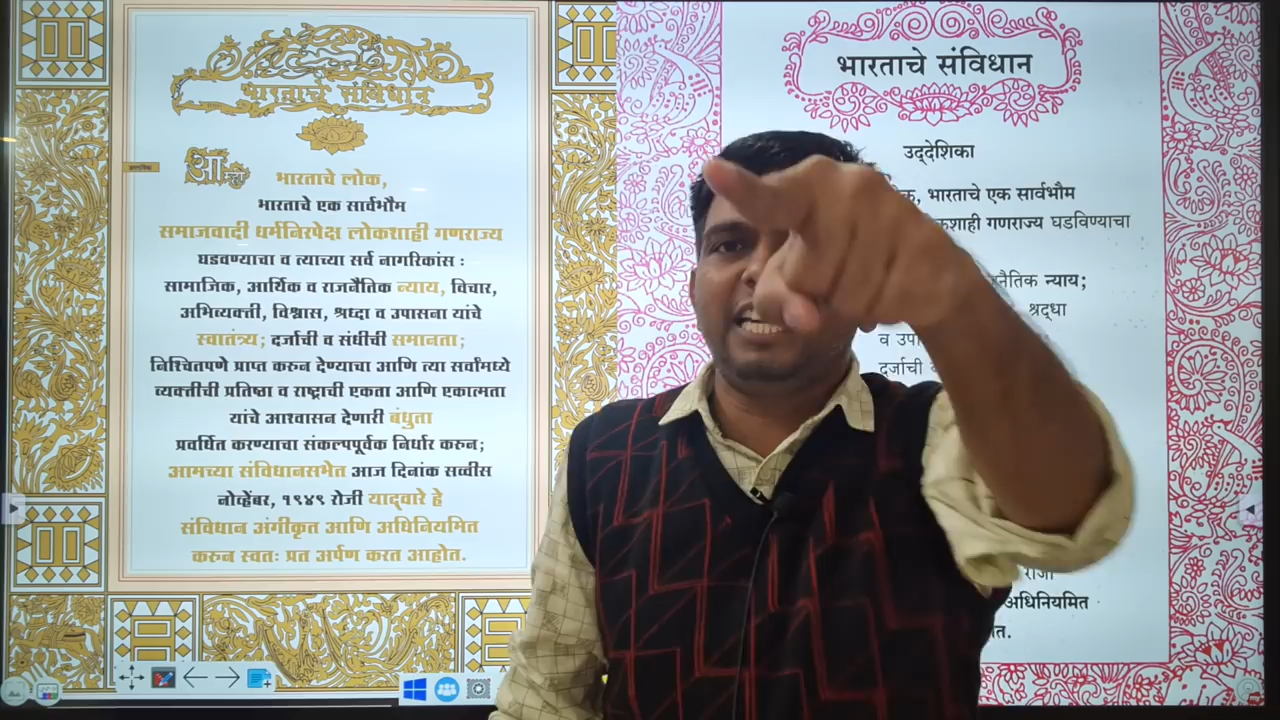 भारताचे संविधान
आम्ही
भारताचे लोक,
भारताचे एक सार्वभौम
समाजवादी धर्मनिरपेक्ष लोकशाही गणराज्य
घडवण्याचा व त्याच्या सर्व नागरिकांस :
सामाजिक, आर्थिक व राजनैतिक न्याय, विचार,
अभिव्यक्ती, विश्वास, श्रध्दा व उपासना यांचे
स्वातंत्र्य; दर्जाची व संधीची समानता;
निश्चितपणे प्राप्त करुन देण्याचा आणि त्या सर्वांमध्ये
व्यक्तीची प्रतिष्ठा व राष्ट्राची एकता आणि एकात्मता
यांचे आश्वासन देणारी बंधुता
प्रवर्धित करण्याचा संकल्पपूर्वक निर्धार करुन;
आमच्या संविधानसभेत आज दिनांक सव्वीस
नोव्हेंबर, १९४९ रोजी याद्वारे हे
संविधान अंगीकृत आणि अधिनियमित
करुन स्वतः प्रत अर्पण करत आहोत.
भारताचे संविधान
उद्देशिका
भारताचे एक सार्वभौम
गणराज्य घडविण्याचा
न्याय;
श्रद्धा
व
दर्जाची
अधिनियमित